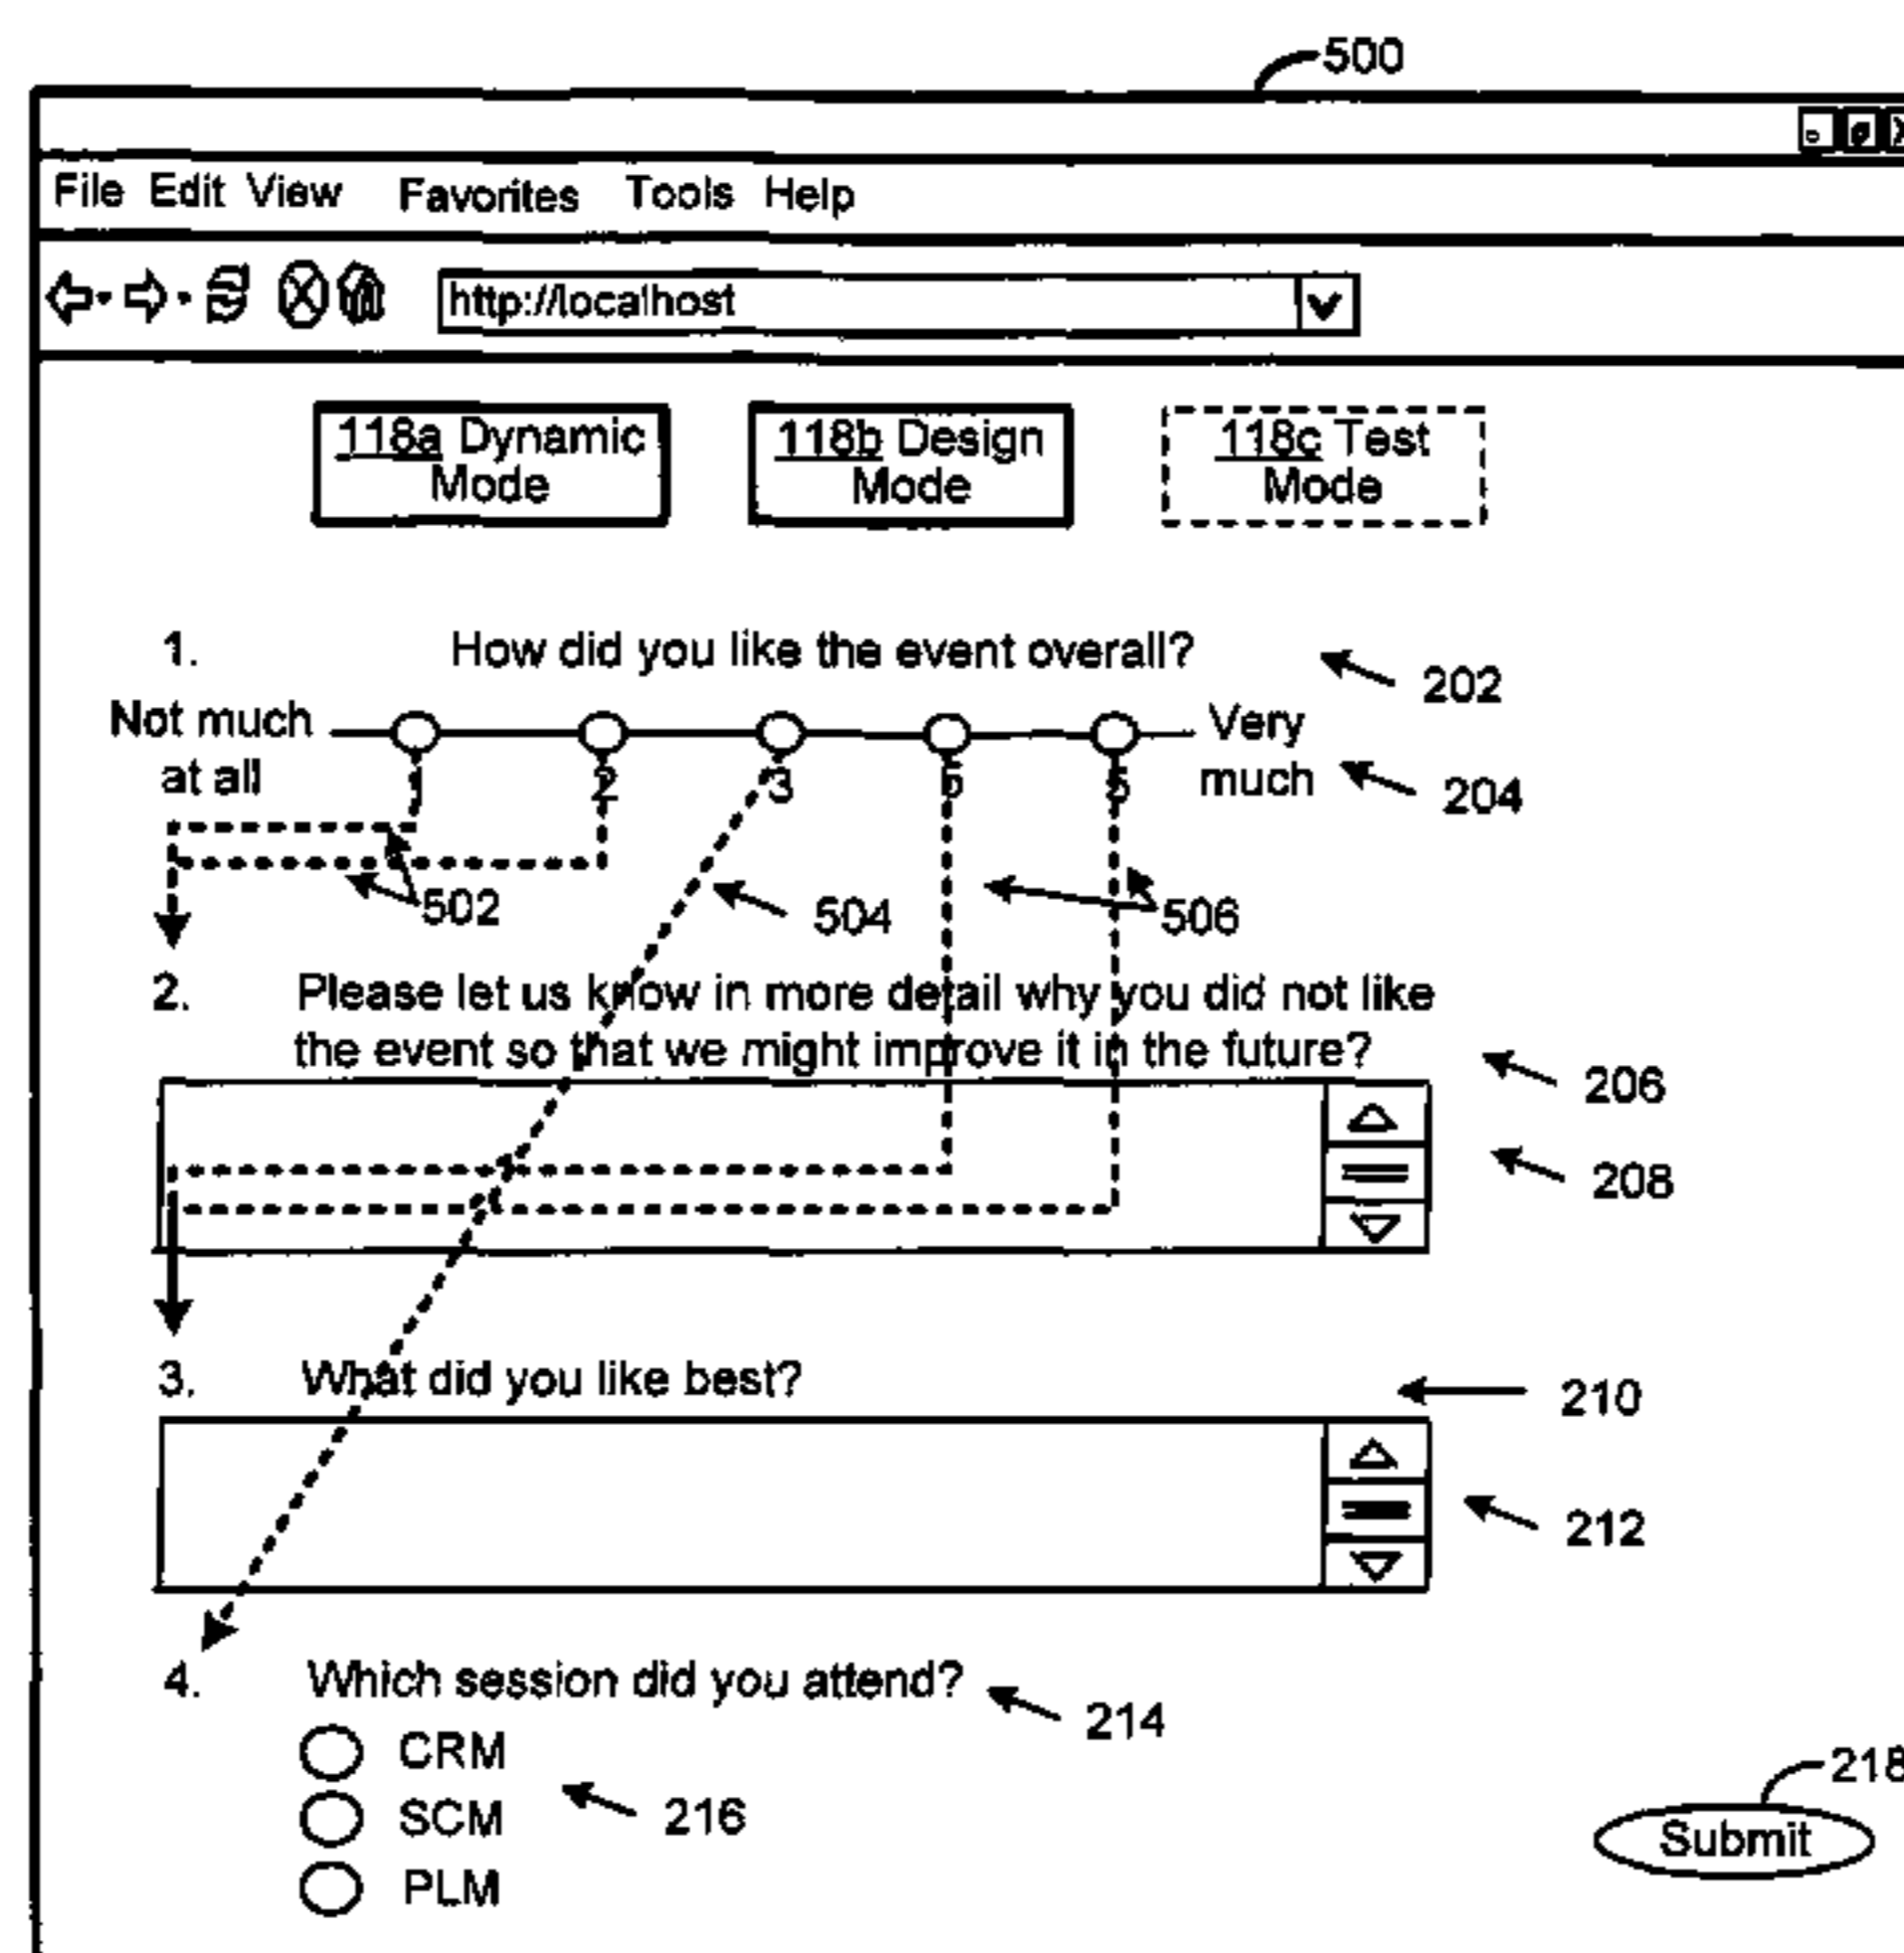 500
File Edit View Favorites Tools Help
http://localhost
118a Dynamic
Mode
118b Design
Mode
118c Test
Mode
1. How did you like the event overall?
202
Not much
at all
2
3
5
5
Very
much
204
502
504
506
2. Please let us know in more detail why you did not like
the event so that we might improve it in the future?
206
208
3. What did you like best?
210
212
4. Which session did you attend?
214
CRM
SCM
PLM
216
218
Submit